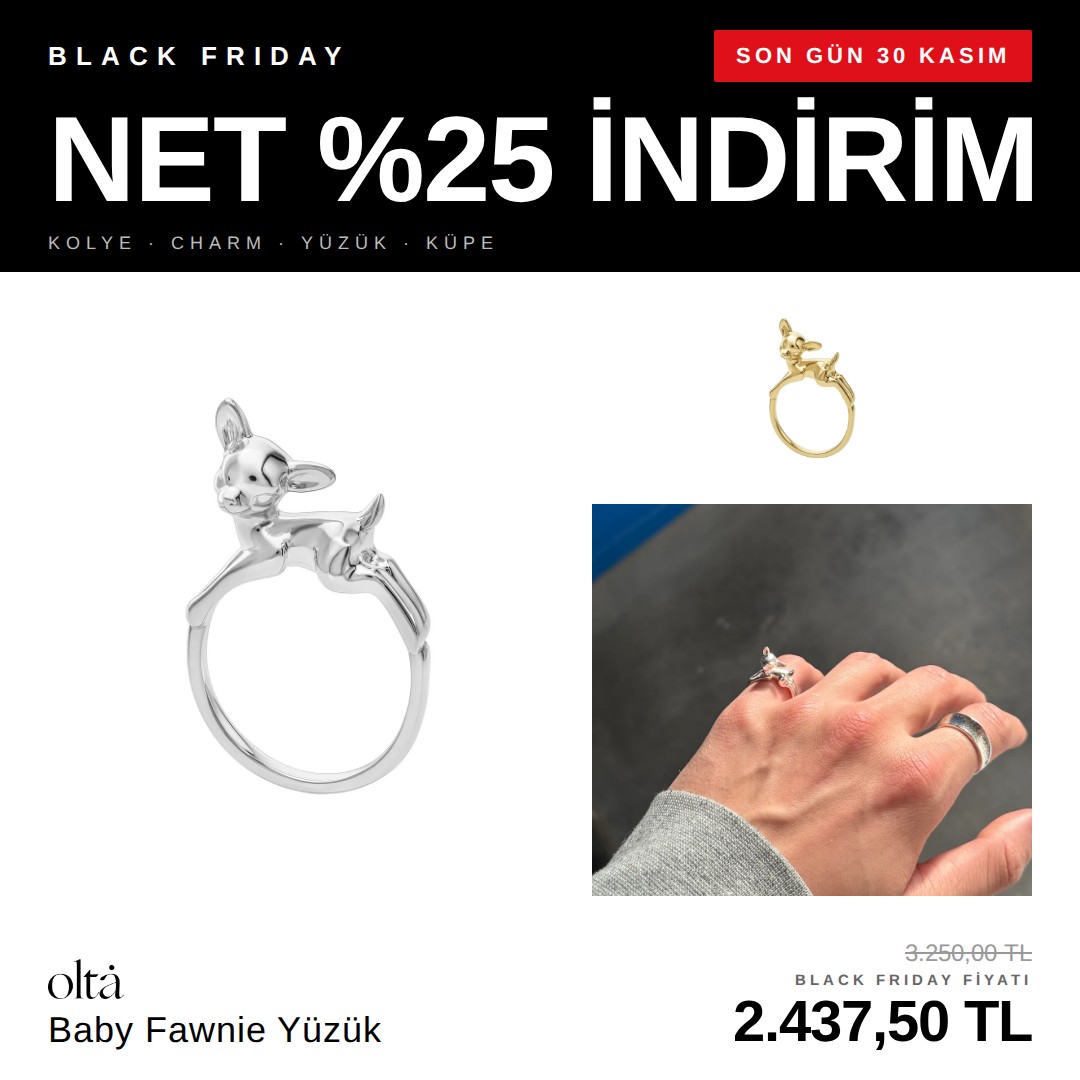 BLACK FRIDAY
SON GÜN 30 KASIM
NET %25 İNDİRİM
KOLYE · CHARM · YÜZÜK · KÜPE
olta
Baby Fawnie Yüzük
3.250,00 TL
BLACK FRIDAY FİYATI
2.437,50 TL